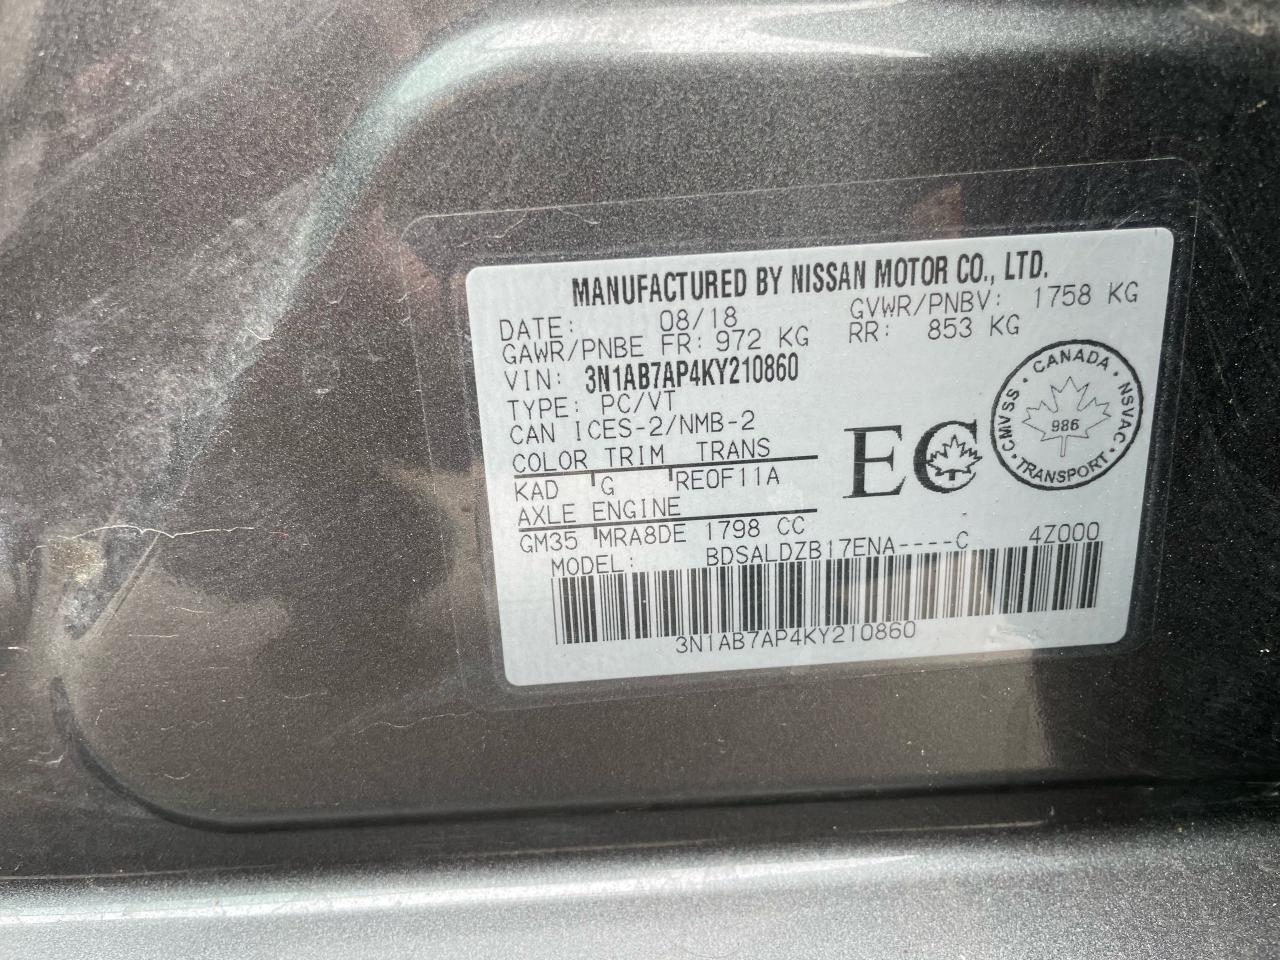 MANUFACTURED BY NISSAN MOTOR CO., LTD.
DATE: 08/18 GVWR/PNBV: 1758 KG
GAWR/PNBE FR: 972 KG RR: 853 KG
VIN: 3N1AB7AP4KY210860
TYPE: PC/VT
CAN ICES-2/NMB-2
COLOR TRIM TRANS
KAD G RE0F11A
AXLE ENGINE
GM35 MRA8DE 1798 CC
MODEL: BDSALDZB17ENA----C 4Z000
3N1AB7AP4KY210860
EC
CANADA · NSVAC · TRANSPORT · CMVSS ·
986